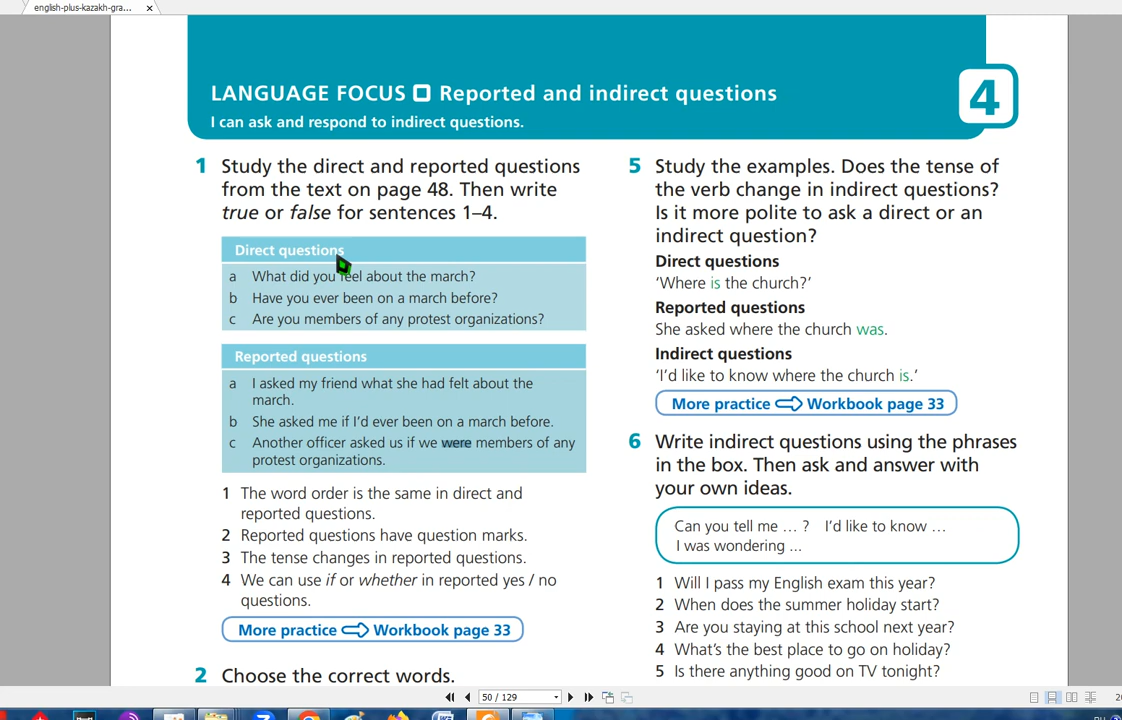 english-plus-kazakh-gra...
LANGUAGE FOCUS Reported and indirect questions
I can ask and respond to indirect questions.
4
1 Study the direct and reported questions
from the text on page 48. Then write
true or false for sentences 1–4.
Direct questions
a What did you feel about the march?
b Have you ever been on a march before?
c Are you members of any protest organizations?
Reported questions
a I asked my friend what she had felt about the
march.
b She asked me if I'd ever been on a march before.
c Another officer asked us if we were members of any
protest organizations.
1 The word order is the same in direct and
reported questions.
2 Reported questions have question marks.
3 The tense changes in reported questions.
4 We can use if or whether in reported yes / no
questions.
More practice Workbook page 33
2 Choose the correct words.
5 Study the examples. Does the tense of
the verb change in indirect questions?
Is it more polite to ask a direct or an
indirect question?
Direct questions
'Where is the church?'
Reported questions
She asked where the church was.
Indirect questions
'I'd like to know where the church is.'
More practice Workbook page 33
6 Write indirect questions using the phrases
in the box. Then ask and answer with
your own ideas.
Can you tell me … ? I'd like to know …
I was wondering ...
1 Will I pass my English exam this year?
2 When does the summer holiday start?
3 Are you staying at this school next year?
4 What's the best place to go on holiday?
5 Is there anything good on TV tonight?
50 / 129